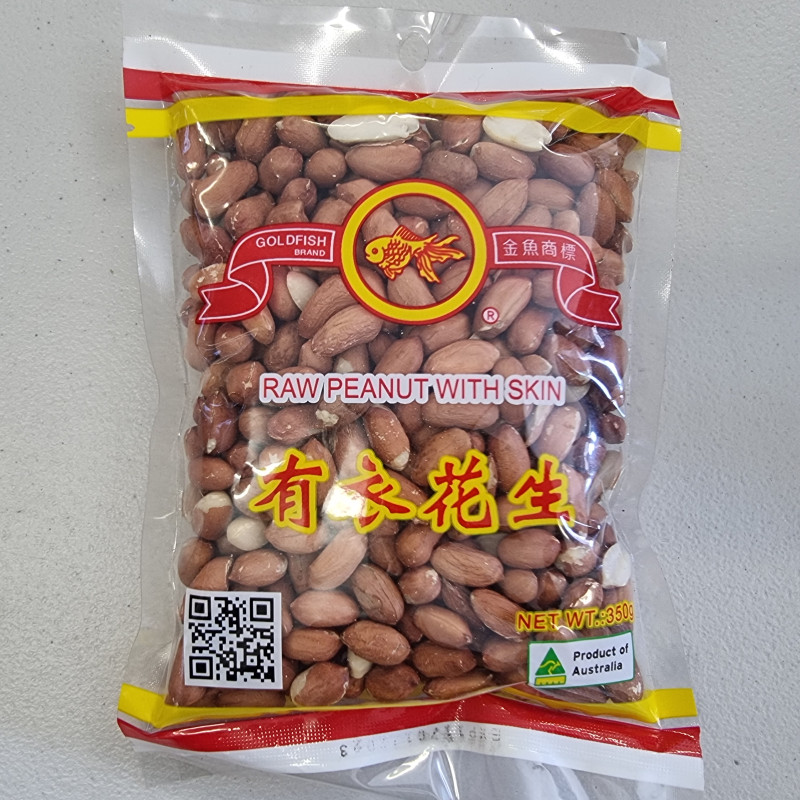 GOLDFISH
BRAND
金魚商標
®
RAW PEANUT WITH SKIN
有衣花生
NET WT.:350g
Product of
Australia